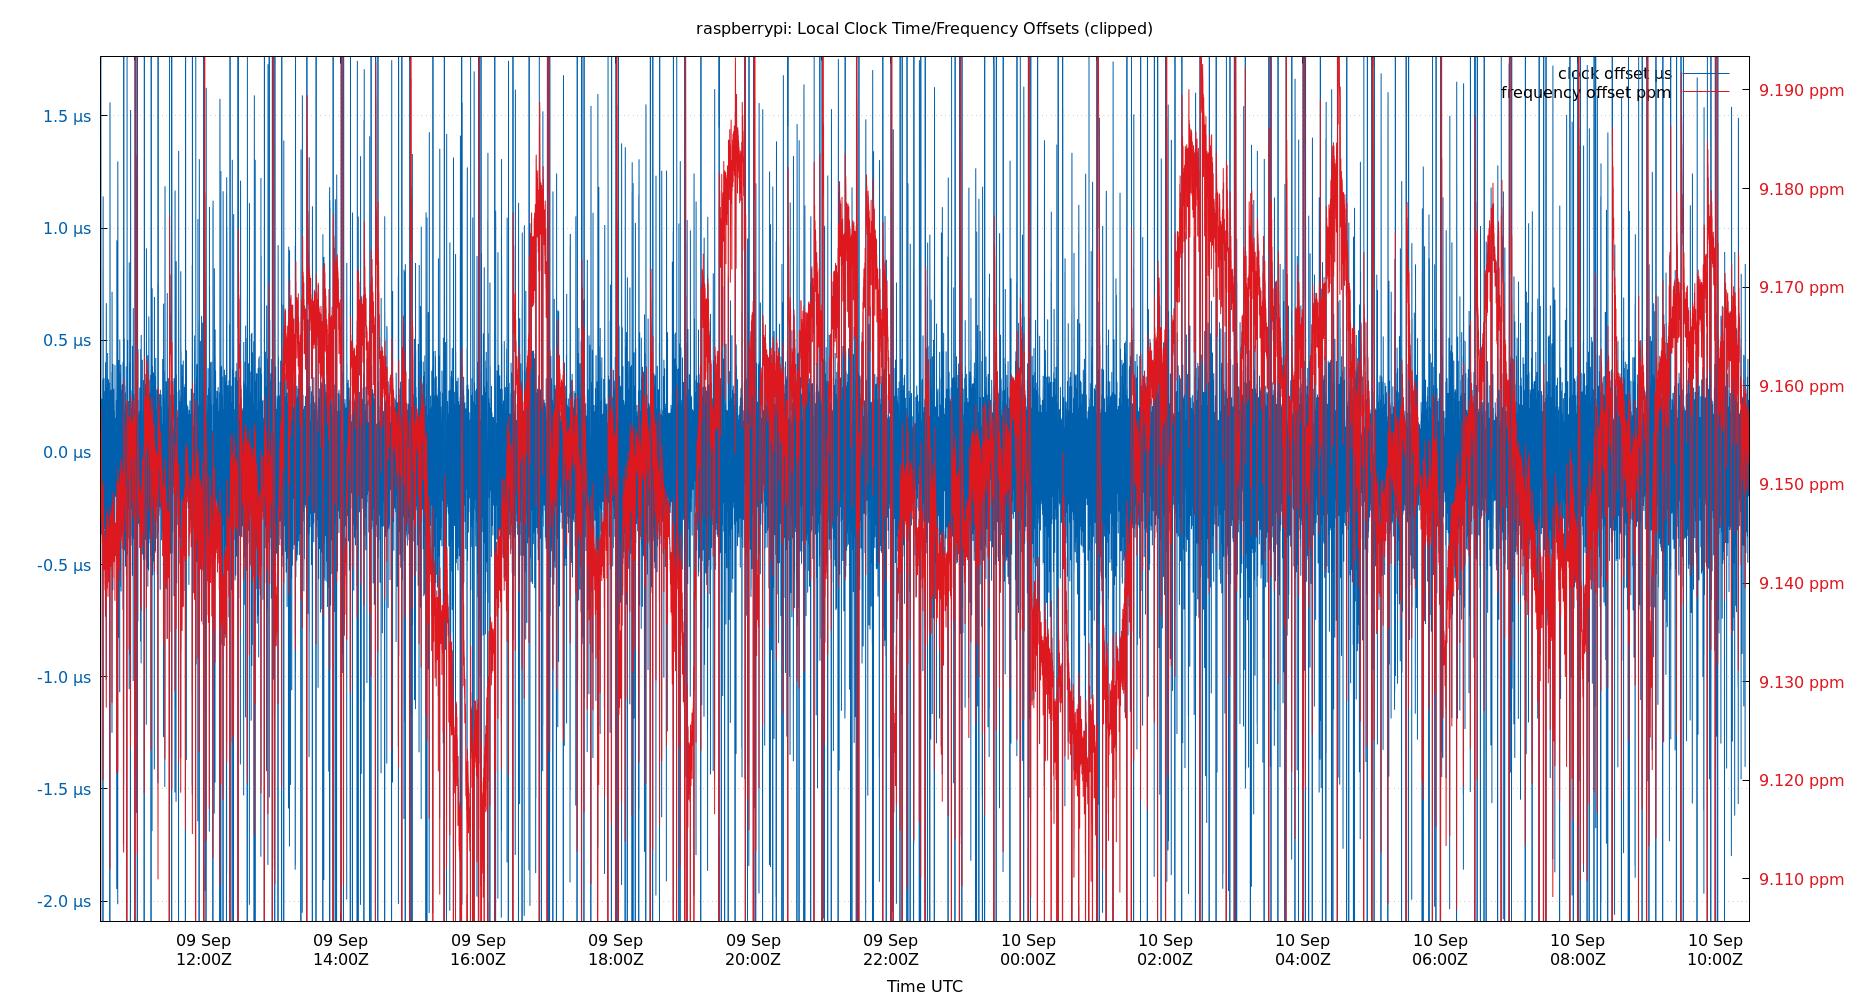 raspberrypi: Local Clock Time/Frequency Offsets (clipped)
clock offset µs
frequency offset ppm
1.5 µs
1.0 µs
0.5 µs
0.0 µs
-0.5 µs
-1.0 µs
-1.5 µs
-2.0 µs
9.190 ppm
9.180 ppm
9.170 ppm
9.160 ppm
9.150 ppm
9.140 ppm
9.130 ppm
9.120 ppm
9.110 ppm
09 Sep 09 Sep 09 Sep 09 Sep 09 Sep 09 Sep 10 Sep 10 Sep 10 Sep 10 Sep 10 Sep 10 Sep
12:00Z 14:00Z 16:00Z 18:00Z 20:00Z 22:00Z 00:00Z 02:00Z 04:00Z 06:00Z 08:00Z 10:00Z
Time UTC